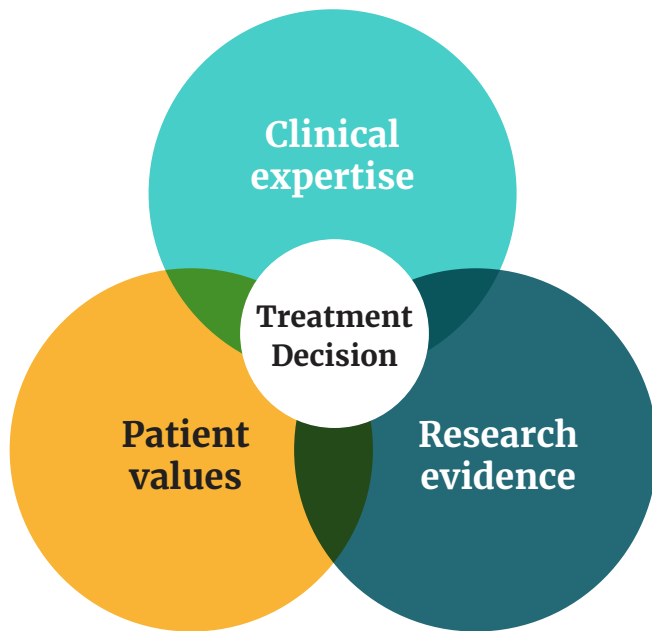 Clinical
expertise
Treatment
Decision
Patient
values
Research
evidence